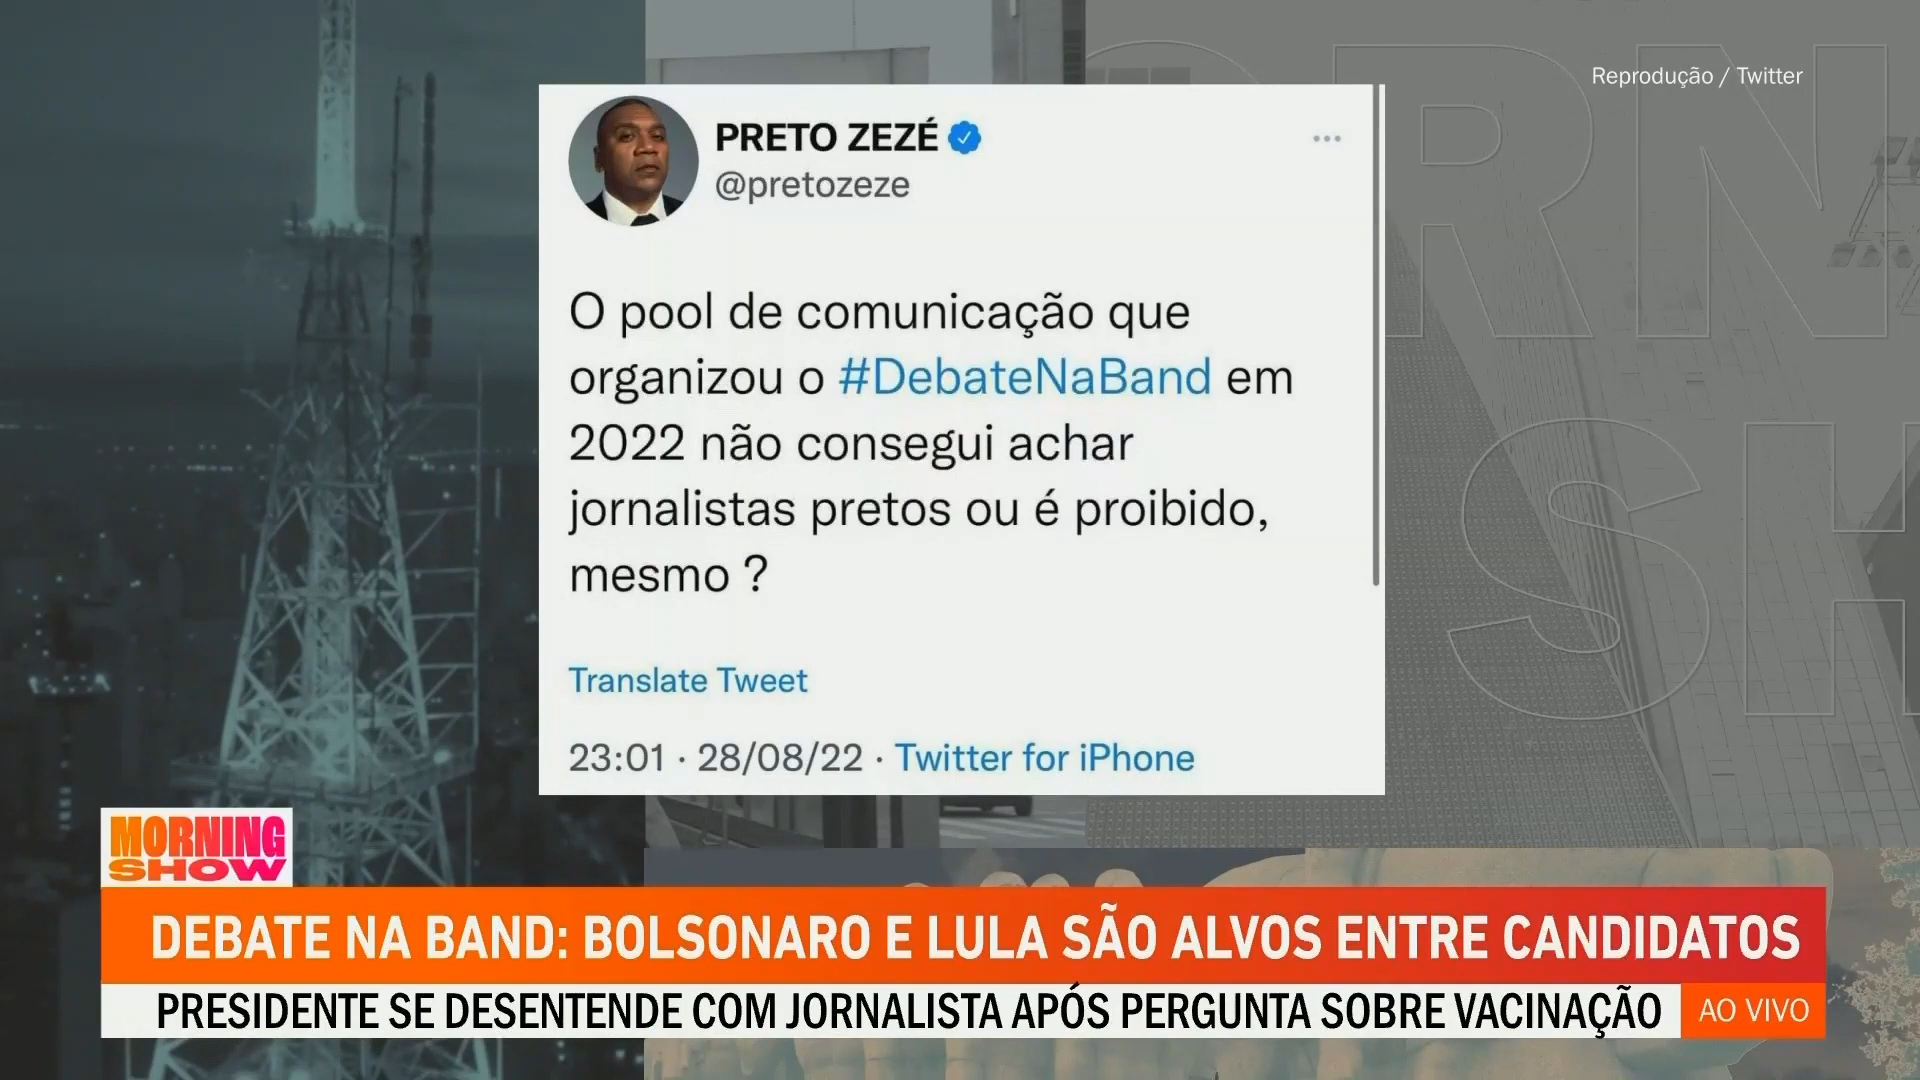 Reprodução / Twitter
PRETO ZEZÉ
@pretozeze
O pool de comunicação que
organizou o #DebateNaBand em
2022 não consegui achar
jornalistas pretos ou é proibido,
mesmo ?
Translate Tweet
23:01 · 28/08/22 · Twitter for iPhone
ORN
SH
MORNING
SHOW
DEBATE NA BAND: BOLSONARO E LULA SÃO ALVOS ENTRE CANDIDATOS
PRESIDENTE SE DESENTENDE COM JORNALISTA APÓS PERGUNTA SOBRE VACINAÇÃO
AO VIVO